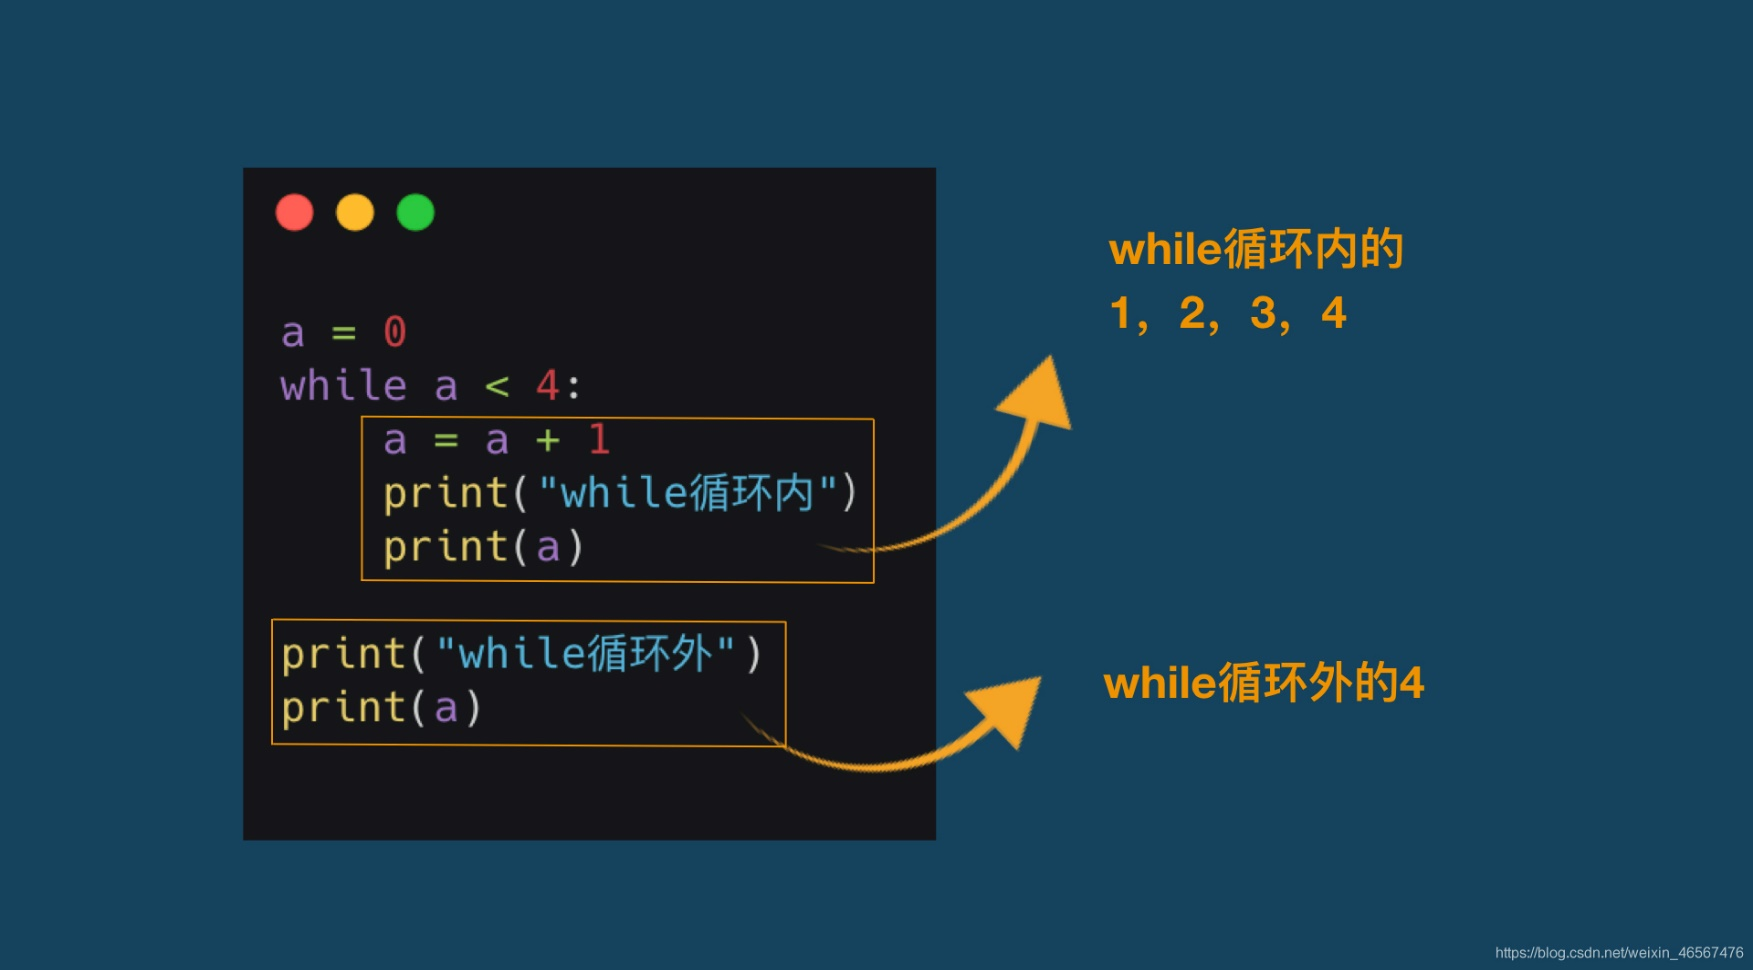 a = 0
while a < 4:
    a = a + 1
    print("while循环内")
    print(a)
print("while循环外")
print(a)
while循环内的
1，2，3，4
while循环外的4
https://blog.csdn.net/weixin_46567476